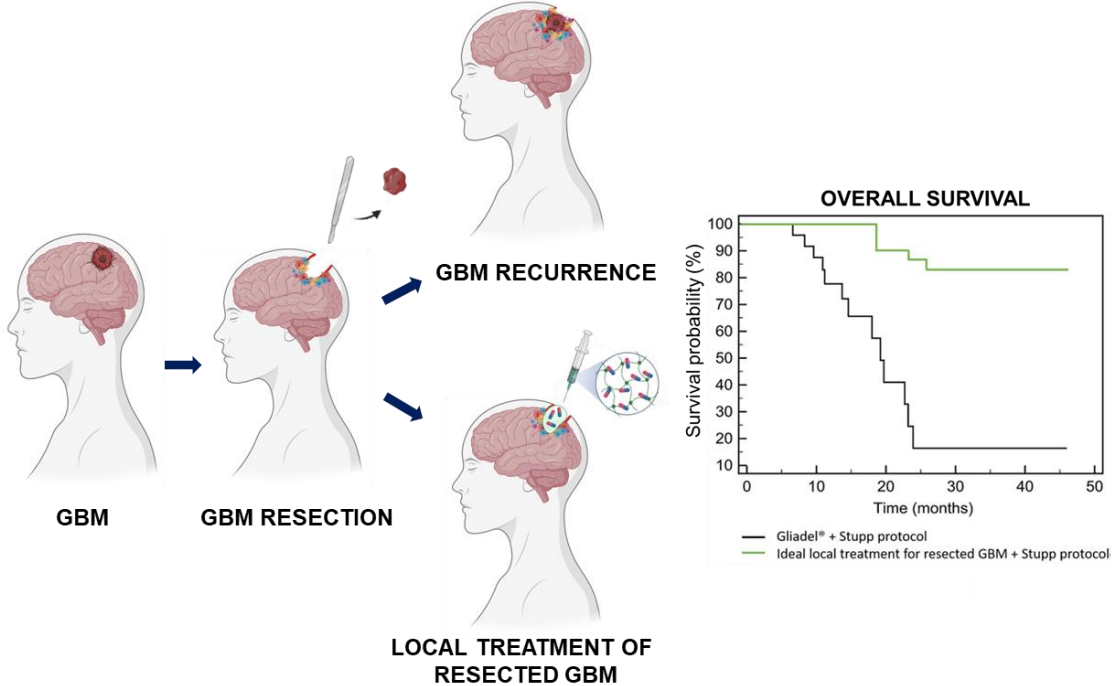 GBM
GBM RESECTION
GBM RECURRENCE
LOCAL TREATMENT OF
RESECTED GBM
OVERALL SURVIVAL
Survival probability (%)
100
90
80
70
60
50
40
30
20
10
0
10
20
30
40
50
Time (months)
Gliadel® + Stupp protocol
Ideal local treatment for resected GBM + Stupp protocol